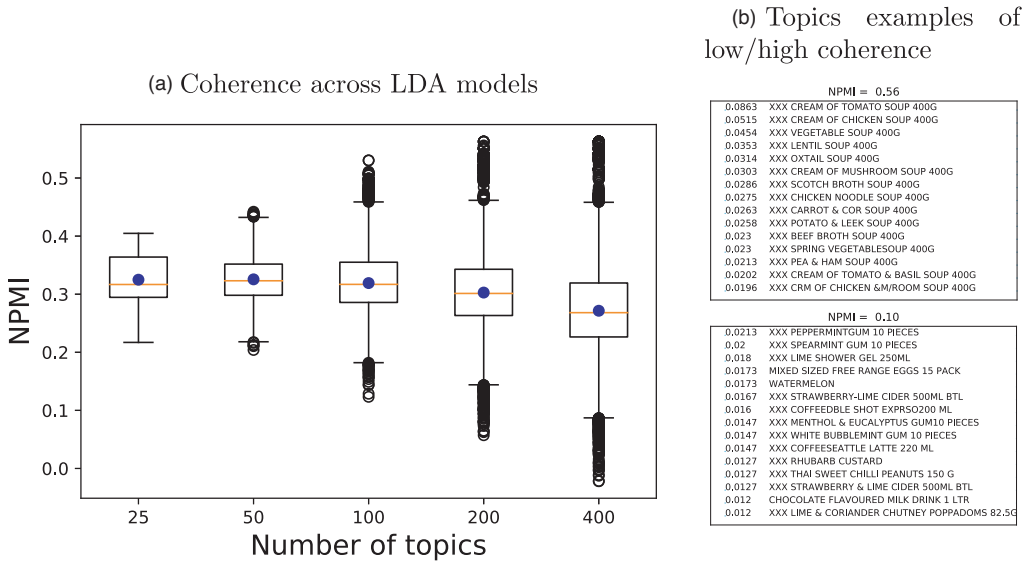 (a) Coherence across LDA models
NPMI
0.5
0.4
0.3
0.2
0.1
0.0
25 50 100 200 400
Number of topics
(b) Topics examples of
low/high coherence
NPMI = 0.56
0.0863 XXX CREAM OF TOMATO SOUP 400G
0.0515 XXX CREAM OF CHICKEN SOUP 400G
0.0454 XXX VEGETABLE SOUP 400G
0.0353 XXX LENTIL SOUP 400G
0.0314 XXX OXTAIL SOUP 400G
0.0303 XXX CREAM OF MUSHROOM SOUP 400G
0.0286 XXX SCOTCH BROTH SOUP 400G
0.0275 XXX CHICKEN NOODLE SOUP 400G
0.0263 XXX CARROT & COR SOUP 400G
0.0258 XXX POTATO & LEEK SOUP 400G
0.023 XXX BEEF BROTH SOUP 400G
0.023 XXX SPRING VEGETABLESOUP 400G
0.0213 XXX PEA & HAM SOUP 400G
0.0202 XXX CREAM OF TOMATO & BASIL SOUP 400G
0.0196 XXX CRM OF CHICKEN &M/ROOM SOUP 400G
NPMI = 0.10
0.0213 XXX PEPPERMINTGUM 10 PIECES
0.02 XXX SPEARMINT GUM 10 PIECES
0.018 XXX LIME SHOWER GEL 250ML
0.0173 MIXED SIZED FREE RANGE EGGS 15 PACK
0.0173 WATERMELON
0.0167 XXX STRAWBERRY-LIME CIDER 500ML BTL
0.016 XXX COFFEEDBLE SHOT EXPRSO200 ML
0.0147 XXX MENTHOL & EUCALYPTUS GUM10 PIECES
0.0147 XXX WHITE BUBBLEMINT GUM 10 PIECES
0.0147 XXX COFFEESEATTLE LATTE 220 ML
0.0127 XXX RHUBARB CUSTARD
0.0127 XXX THAI SWEET CHILLI PEANUTS 150 G
0.0127 XXX STRAWBERRY & LIME CIDER 500ML BTL
0.012 CHOCOLATE FLAVOURED MILK DRINK 1 LTR
0.012 XXX LIME & CORIANDER CHUTNEY POPPADOMS 82.5G